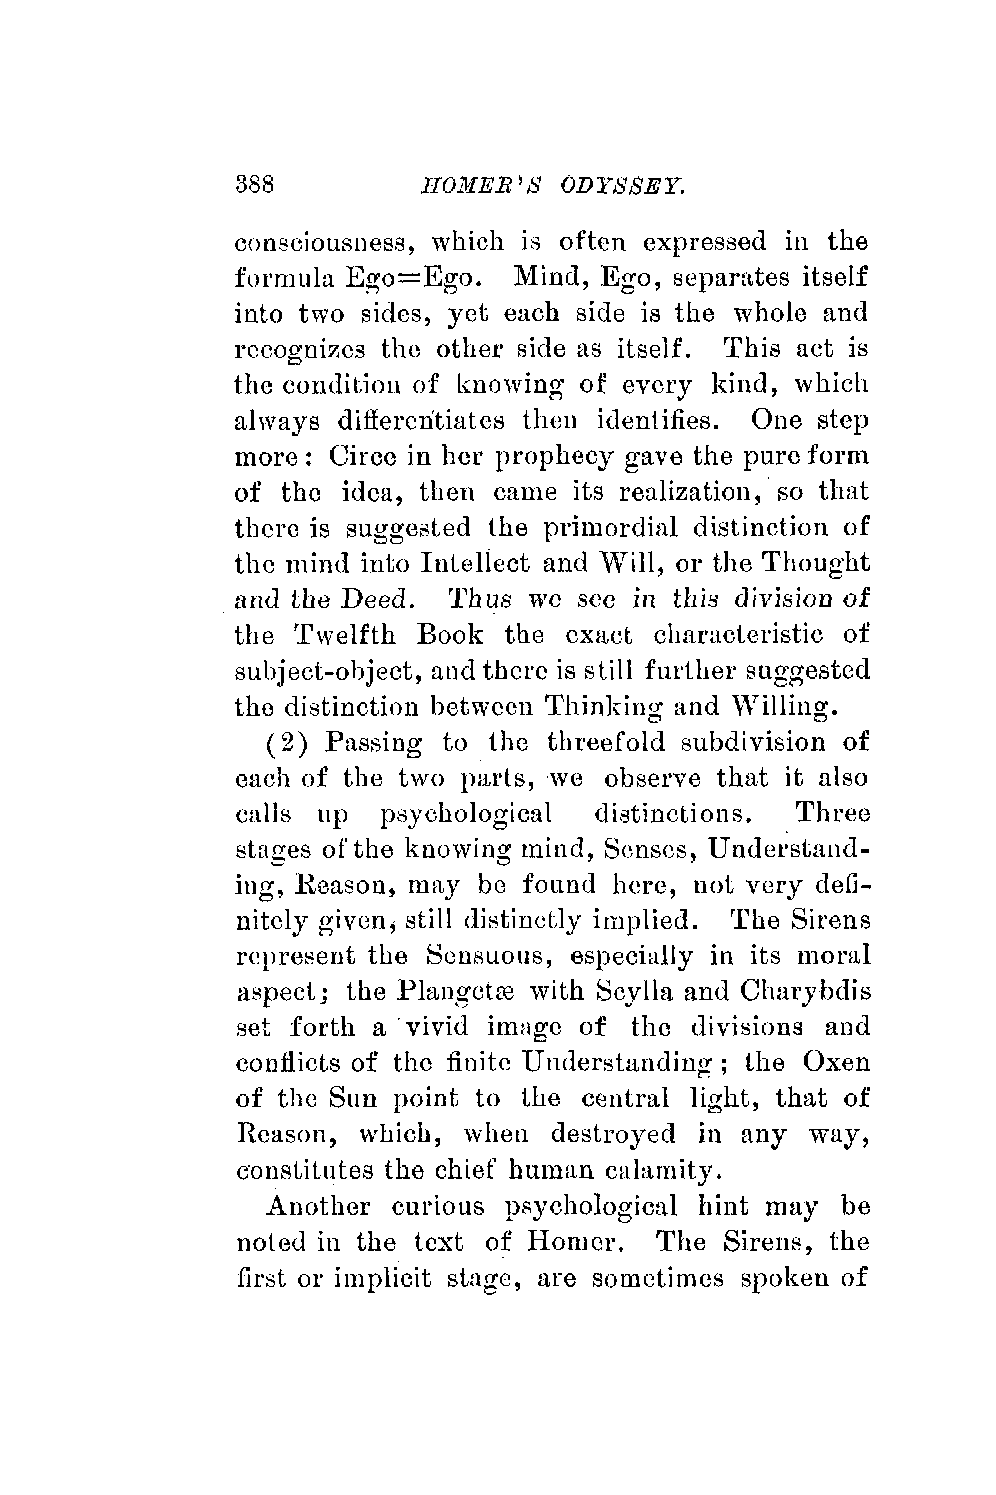 388 HOMER'S ODYSSEY.
consciousness, which is often expressed in the
formula Ego=Ego. Mind, Ego, separates itself
into two sides, yet each side is the whole and
recognizes the other side as itself. This act is
the condition of knowing of every kind, which
always differentiates then identifies. One step
more: Circe in her prophecy gave the pure form
of the idea, then came its realization, so that
there is suggested the primordial distinction of
the mind into Intellect and Will, or the Thought
and the Deed. Thus we see in this division of
the Twelfth Book the exact characteristic of
subject-object, and there is still further suggested
the distinction between Thinking and Willing.
(2) Passing to the threefold subdivision of
each of the two parts, we observe that it also
calls up psychological distinctions. Three
stages of the knowing mind, Senses, Understand-
ing, Reason, may be found here, not very defi-
nitely given, still distinctly implied. The Sirens
represent the Sensuous, especially in its moral
aspect; the Plangctæ with Scylla and Charybdis
set forth a vivid image of the divisions and
conflicts of the finite Understanding; the Oxen
of the Sun point to the central light, that of
Reason, which, when destroyed in any way,
constitutes the chief human calamity.
Another curious psychological hint may be
noted in the text of Homer. The Sirens, the
first or implicit stage, are sometimes spoken of